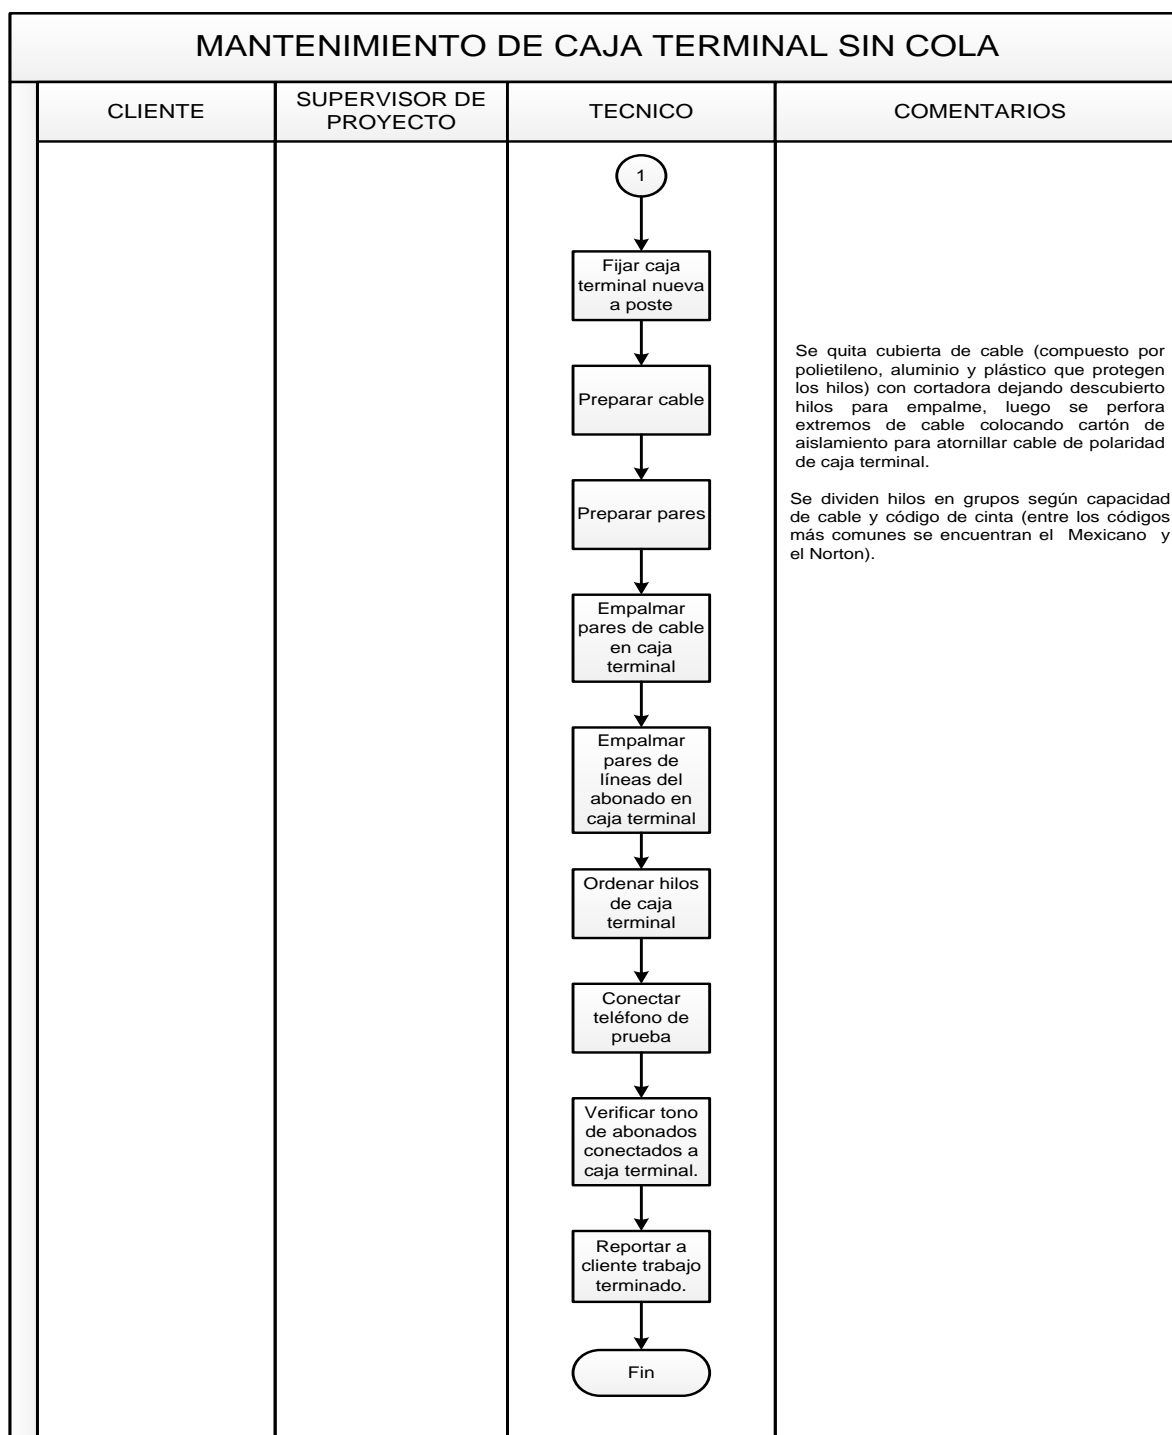 MANTENIMIENTO DE CAJA TERMINAL SIN COLA
CLIENTE
SUPERVISOR DE
PROYECTO
TECNICO
COMENTARIOS
1
Fijar caja
terminal nueva
a poste
Preparar cable
Se quita cubierta de cable (compuesto por
polietileno, aluminio y plástico que protegen
los hilos) con cortadora dejando descubierto
hilos para empalme, luego se perfora
extremos de cable colocando cartón de
aislamiento para atornillar cable de polaridad
de caja terminal.
Preparar pares
Se dividen hilos en grupos según capacidad
de cable y código de cinta (entre los códigos
más comunes se encuentran el Mexicano y
el Norton).
Empalmar
pares de cable
en caja
terminal
Empalmar
pares de
líneas del
abonado en
caja terminal
Ordenar hilos
de caja
terminal
Conectar
teléfono de
prueba
Verificar tono
de abonados
conectados a
caja terminal.
Reportar a
cliente trabajo
terminado.
Fin